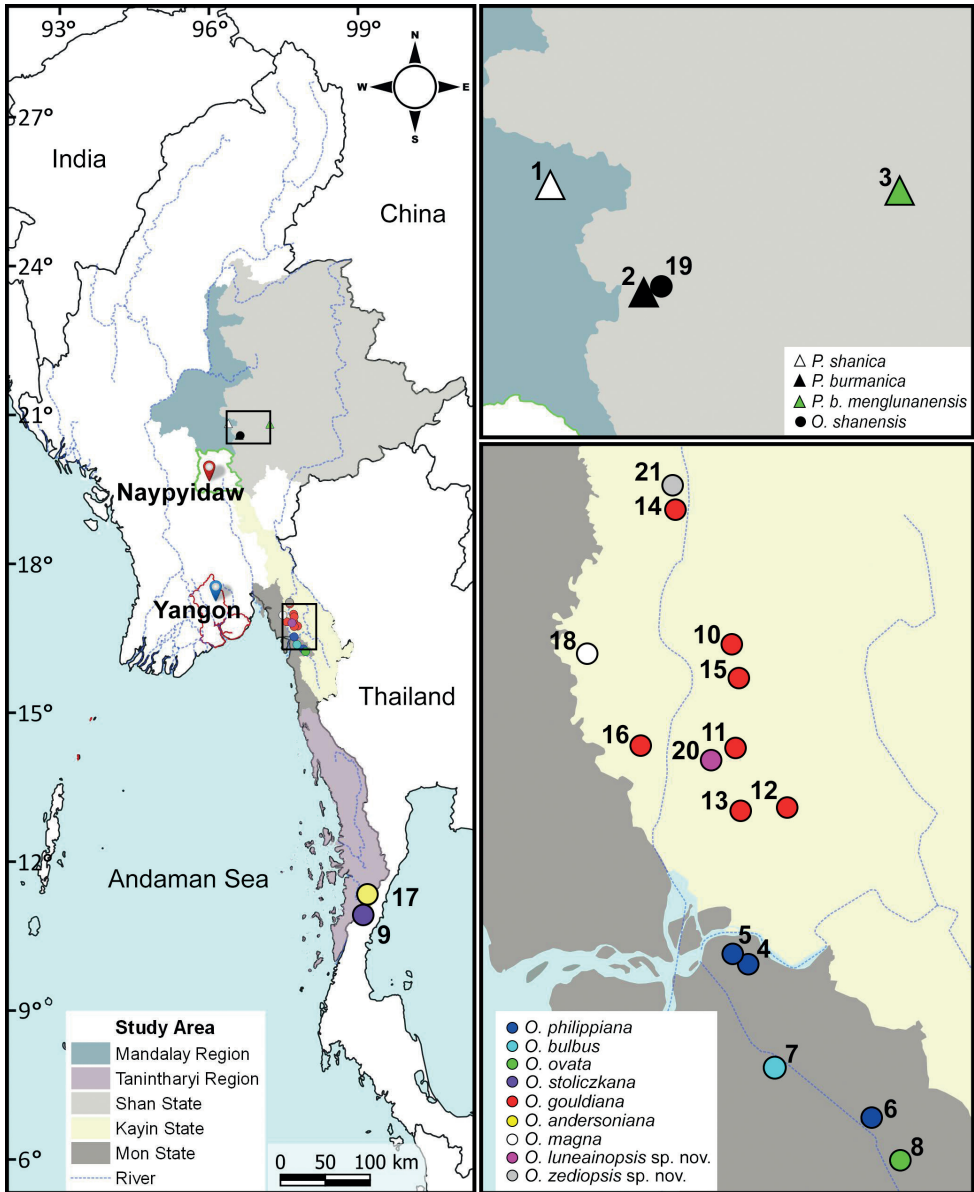 93°
96°
99°
N
W
E
S
27°
India
China
24°
21°
Naypyidaw
18°
Yangon
Thailand
15°
12°
Andaman Sea
17
9
9°
6°
Study Area
Mandalay Region
Tanintharyi Region
Shan State
Kayin State
Mon State
River
0 50 100 km
1
3
2
19
P. shanica
P. burmanica
P. b. menglunanensis
O. shanensis
21
14
18
10
15
16
11
20
13
12
5
4
7
6
8
O. philippiana
O. bulbus
O. ovata
O. stoliczkana
O. gouldiana
O. andersoniana
O. magna
O. luneainopsis sp. nov.
O. zediopsis sp. nov.